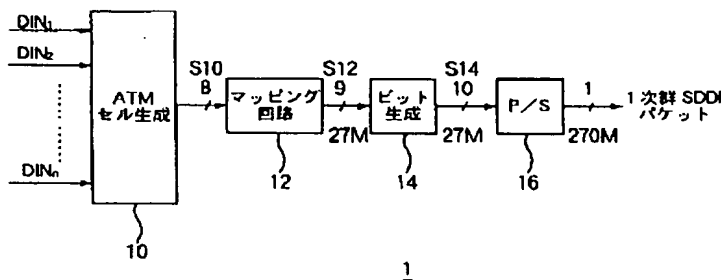 DIN1
DIN2
DINn
ATM
セル生成
10
S10
8
マッピング
回路
12
S12
9
27M
ビット
生成
14
S14
10
27M
P/S
16
1
270M
1次群SDDI
パケット
1